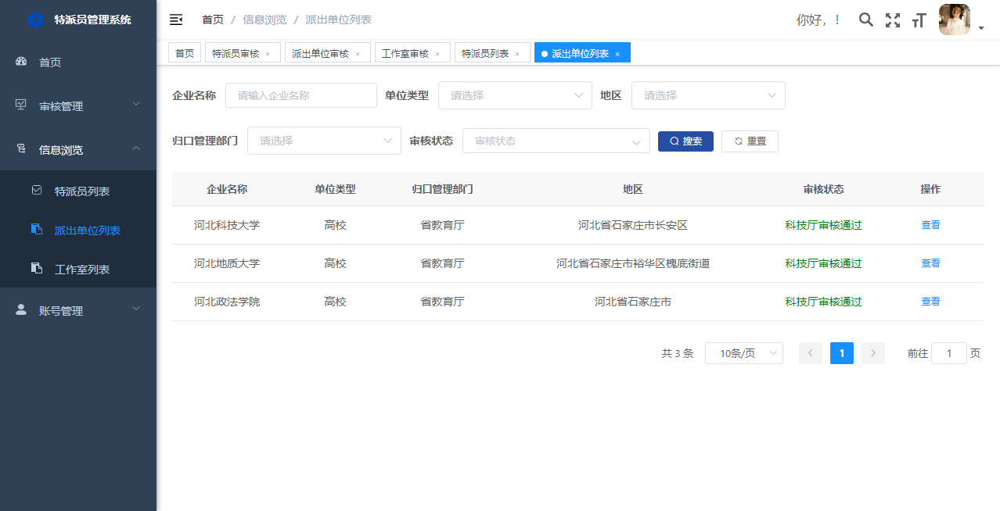 特派员管理系统
首页 / 信息浏览 / 派出单位列表
你好，！
首页
审核管理
信息浏览
特派员列表
派出单位列表
工作室列表
账号管理
首页 特派员审核 × 派出单位审核 × 工作室审核 × 特派员列表 × 派出单位列表 ×
企业名称 请输入企业名称 单位类型 请选择 地区 请选择
归口管理部门 请选择 审核状态 审核状态 搜索 重置
企业名称 单位类型 归口管理部门 地区 审核状态 操作
河北科技大学 高校 省教育厅 河北省石家庄市长安区 科技厅审核通过 查看
河北地质大学 高校 省教育厅 河北省石家庄市裕华区槐底街道 科技厅审核通过 查看
河北政法学院 高校 省教育厅 河北省石家庄市 科技厅审核通过 查看
共 3 条 10条/页 1 前往 1 页